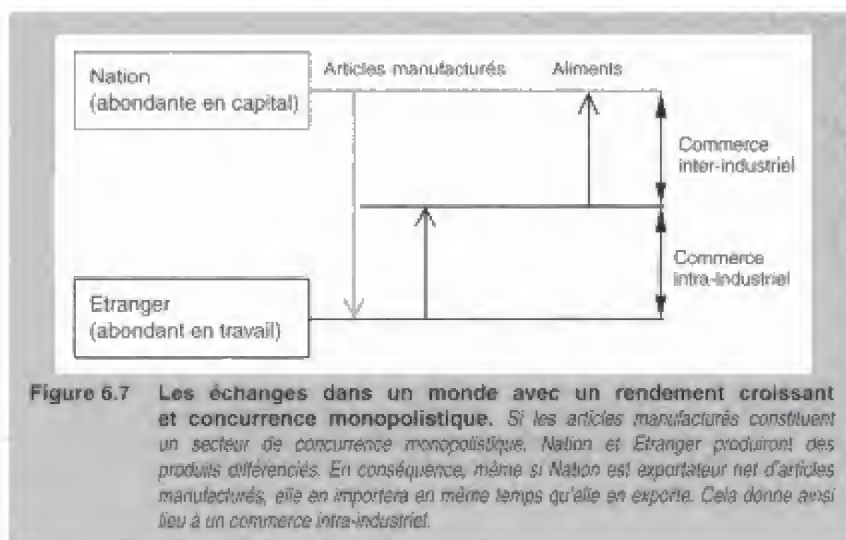 Nation
(abondante en capital)
Articles manufacturés
Aliments
Commerce
inter-industriel
Commerce
intra-industriel
Etranger
(abondant en travail)
Figure 6.7 Les échanges dans un monde avec un rendement croissant
et concurrence monopolistique. Si les articles manufacturés constituent
un secteur de concurrence monopolistique, Nation et Etranger produiront des
produits différenciés. En conséquence, même si Nation est exportateur net d'articles
manufacturés, elle en importera en même temps qu'elle en exporte. Cela donne ainsi
lieu à un commerce intra-industriel.